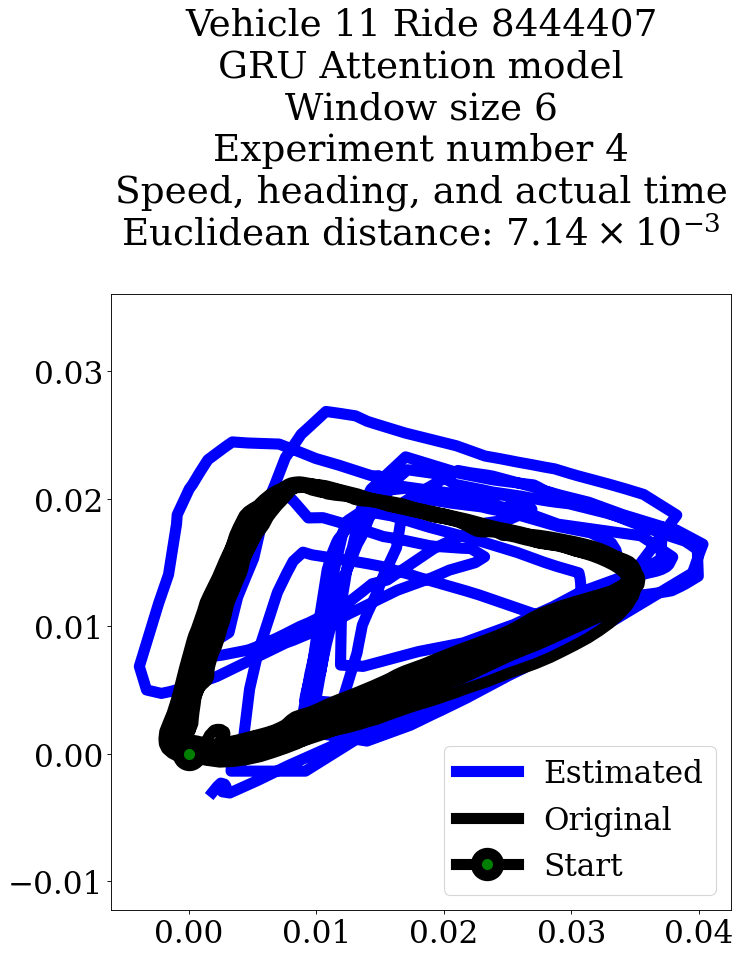 Vehicle 11 Ride 8444407
GRU Attention model
Window size 6
Experiment number 4
Speed, heading, and actual time
Euclidean distance: 7.14 × 10⁻³
0.03
0.02
0.01
0.00
−0.01
Estimated
Original
Start
0.00 0.01 0.02 0.03 0.04